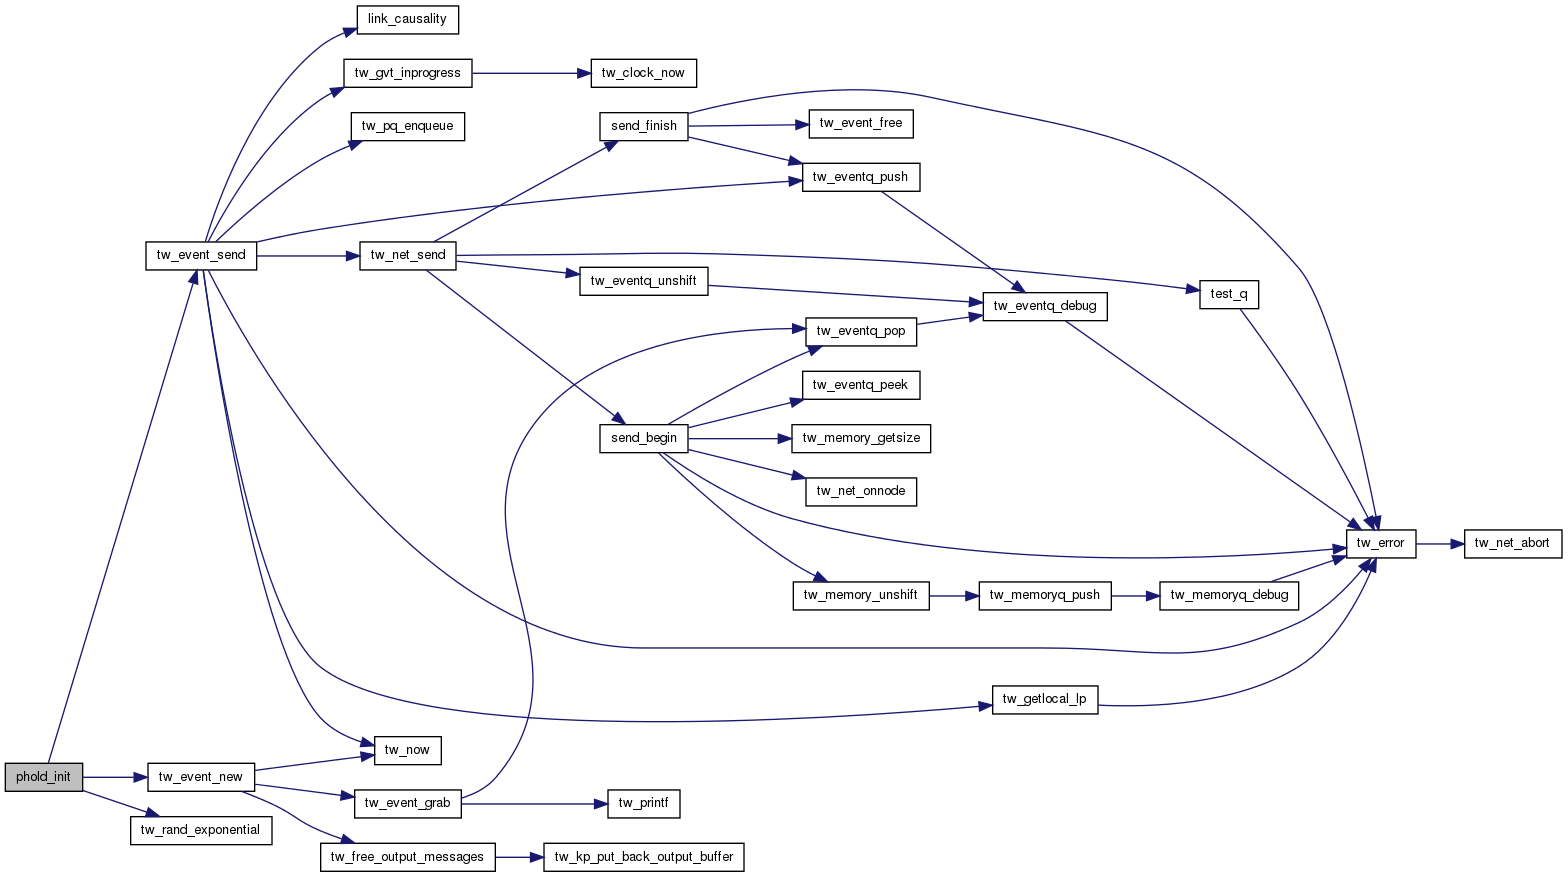 link_causality
tw_gvt_inprogress
tw_clock_now
tw_pq_enqueue
send_finish
tw_event_free
tw_eventq_push
tw_event_send
tw_net_send
tw_eventq_unshift
tw_eventq_debug
test_q
tw_eventq_pop
tw_eventq_peek
send_begin
tw_memory_getsize
tw_net_onnode
tw_error
tw_net_abort
tw_memory_unshift
tw_memoryq_push
tw_memoryq_debug
tw_getlocal_lp
tw_now
phold_init
tw_event_new
tw_event_grab
tw_printf
tw_rand_exponential
tw_free_output_messages
tw_kp_put_back_output_buffer